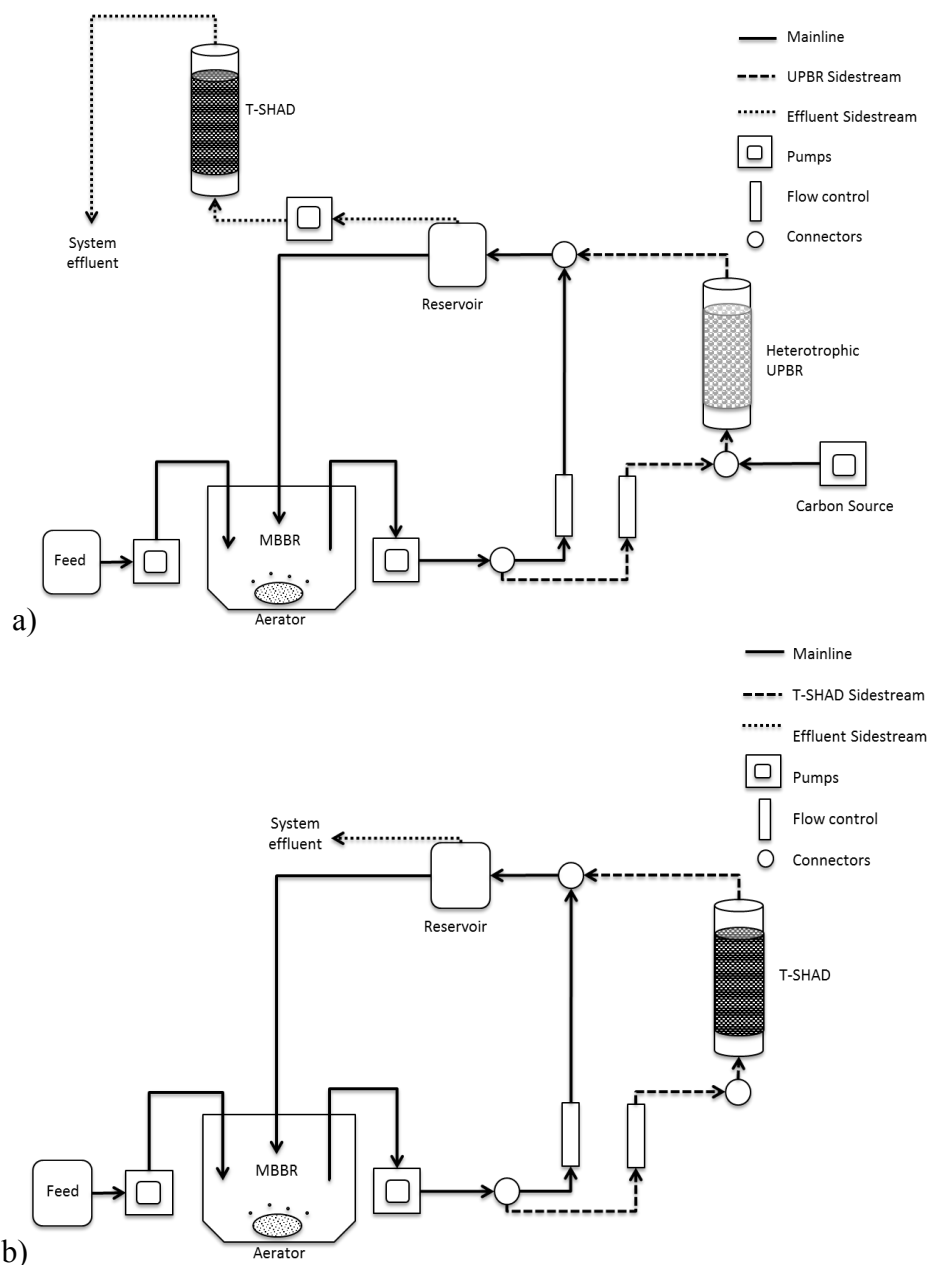 Mainline
UPBR Sidestream
Effluent Sidestream
Pumps
Flow control
Connectors
T-SHAD
System
effluent
Reservoir
Heterotrophic
UPBR
Carbon Source
MBBR
Feed
Aerator
a)
Mainline
T-SHAD Sidestream
Effluent Sidestream
Pumps
Flow control
Connectors
System
effluent
Reservoir
T-SHAD
MBBR
Feed
Aerator
b)